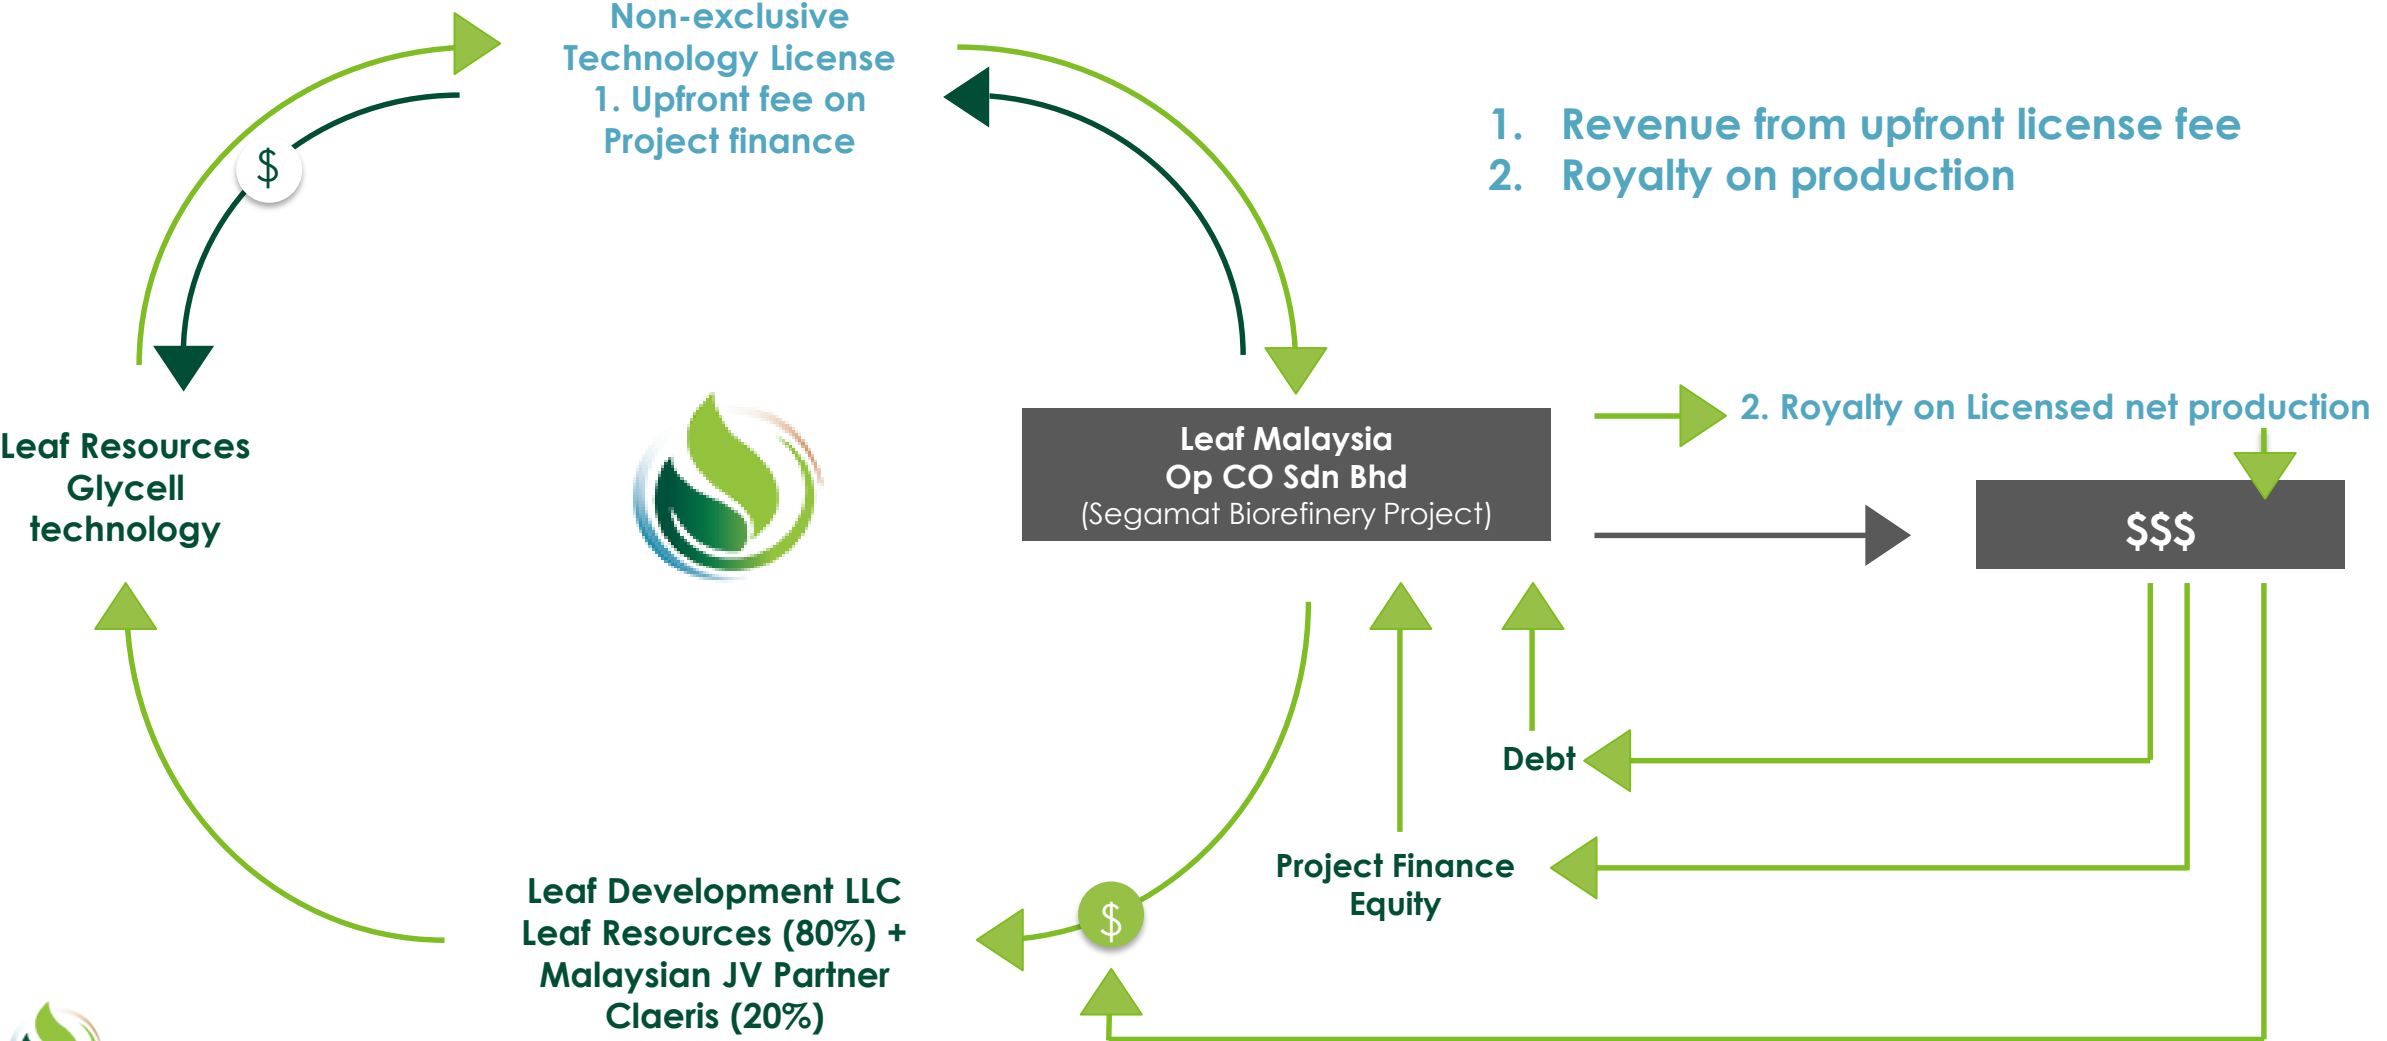 Non-exclusive
Technology License
1. Upfront fee on
Project finance
1. Revenue from upfront license fee
2. Royalty on production
$
Leaf Resources
Glycell
technology
Leaf Malaysia
Op CO Sdn Bhd
(Segamat Biorefinery Project)
2. Royalty on Licensed net production
$$$
Debt
Project Finance
Equity
$
Leaf Development LLC
Leaf Resources (80%) +
Malaysian JV Partner
Claeris (20%)